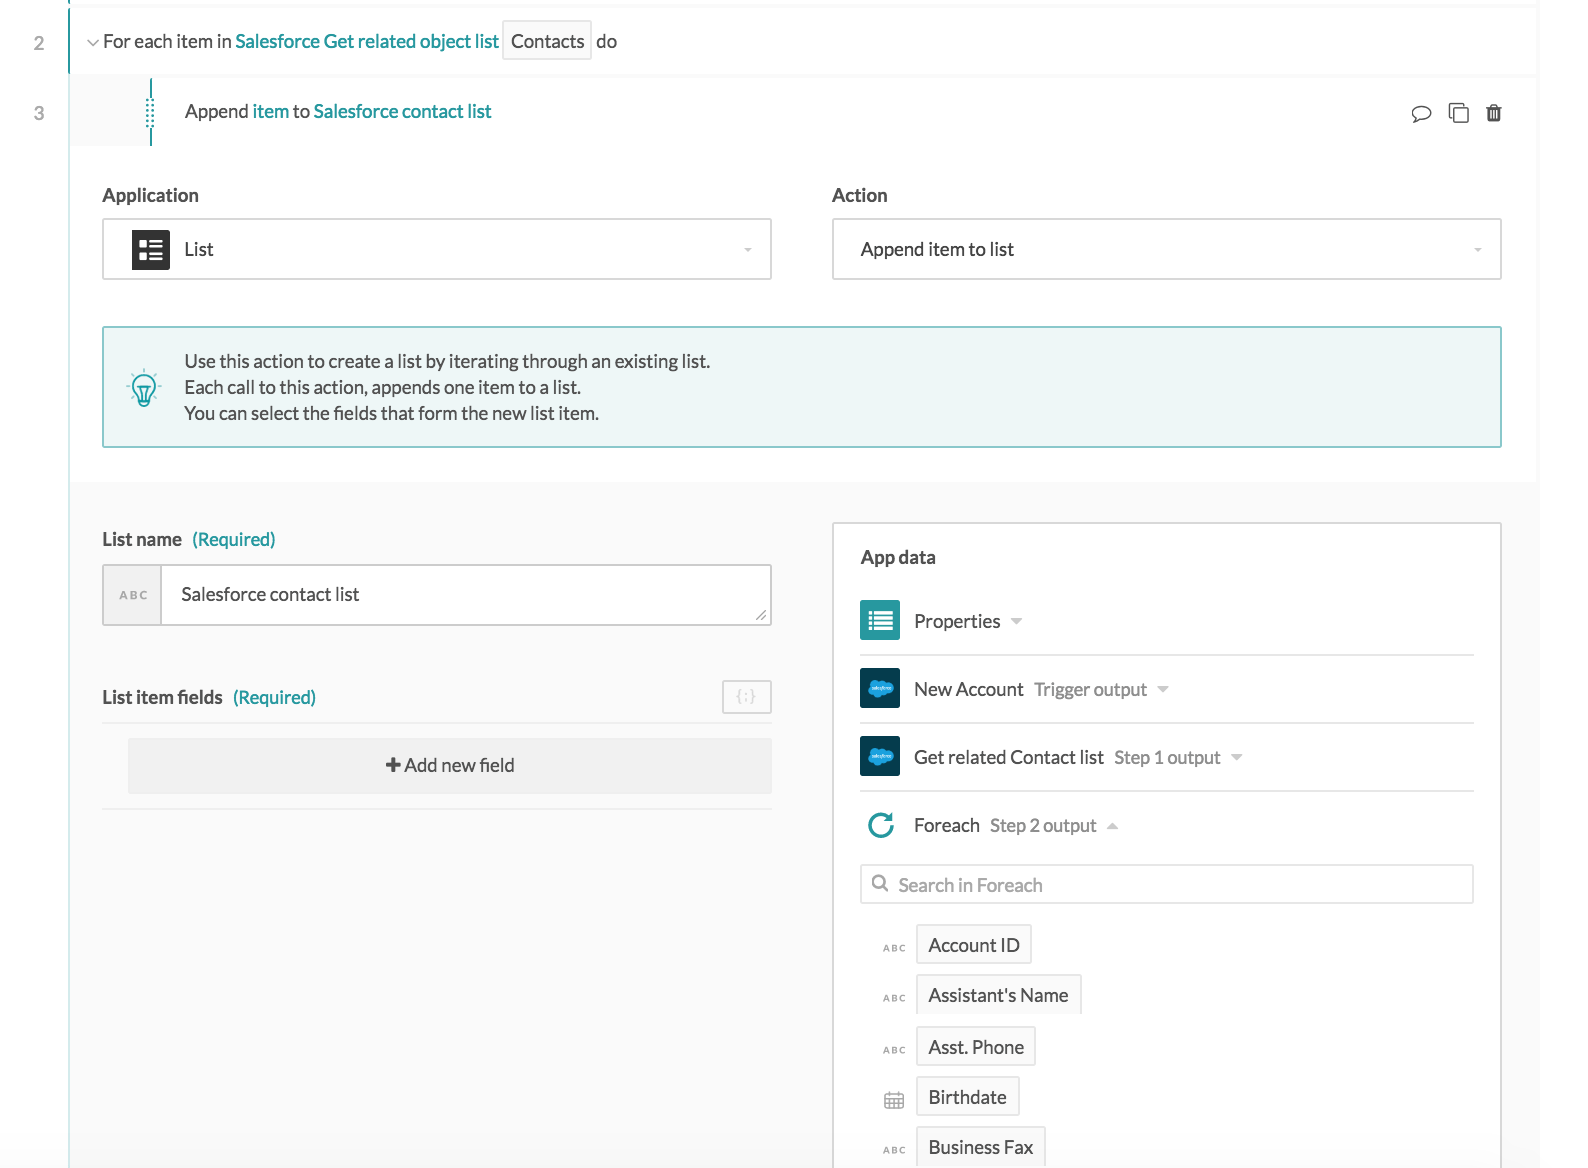 2
For each item in Salesforce Get related object list Contacts do
3
Append item to Salesforce contact list
Application
Action
List
Append item to list
Use this action to create a list by iterating through an existing list.
Each call to this action, appends one item to a list.
You can select the fields that form the new list item.
List name (Required)
ABC Salesforce contact list
List item fields (Required) {;}
Add new field
App data
Properties
salesforce New Account Trigger output
salesforce Get related Contact list Step 1 output
Foreach Step 2 output
Search in Foreach
ABC Account ID
ABC Assistant's Name
ABC Asst. Phone
Birthdate
ABC Business Fax